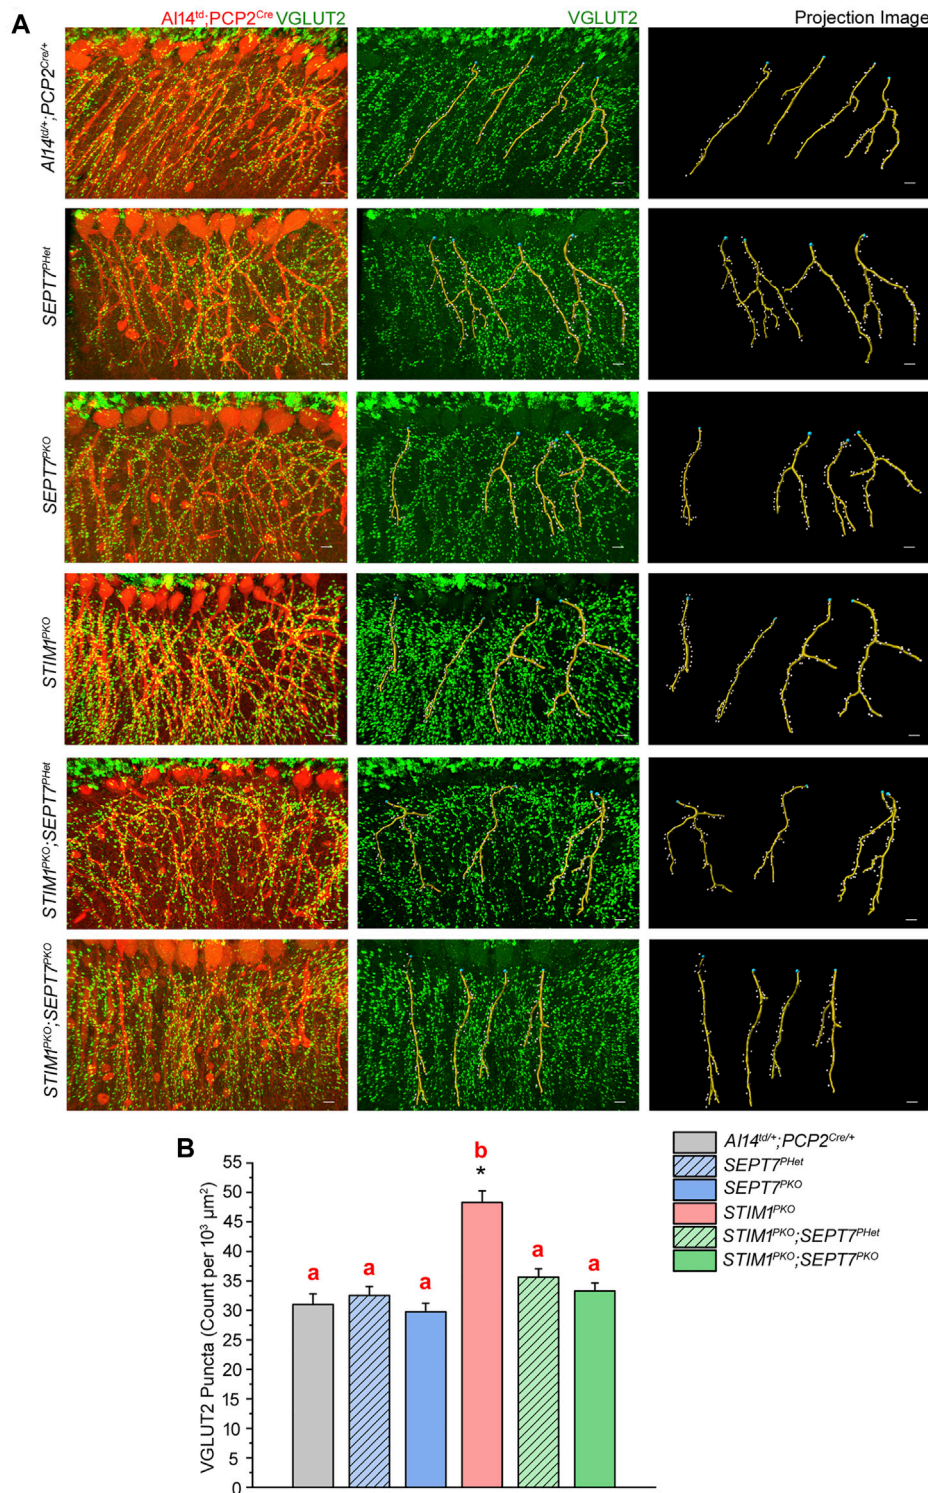 A
Al14td;PCP2Cre VGLUT2
VGLUT2
Projection Image
Al14td/+;PCP2Cre/+
SEPT7PHet
SEPT7PKO
STIM1PKO
STIM1PKO;SEPT7PHet
STIM1PKO;SEPT7PKO
B
VGLUT2 Puncta (Count per 10³ µm²)
55
50
45
40
35
30
25
20
15
10
5
0
a
a
a
b
*
a
a
Al14td/+;PCP2Cre/+
SEPT7PHet
SEPT7PKO
STIM1PKO
STIM1PKO;SEPT7PHet
STIM1PKO;SEPT7PKO